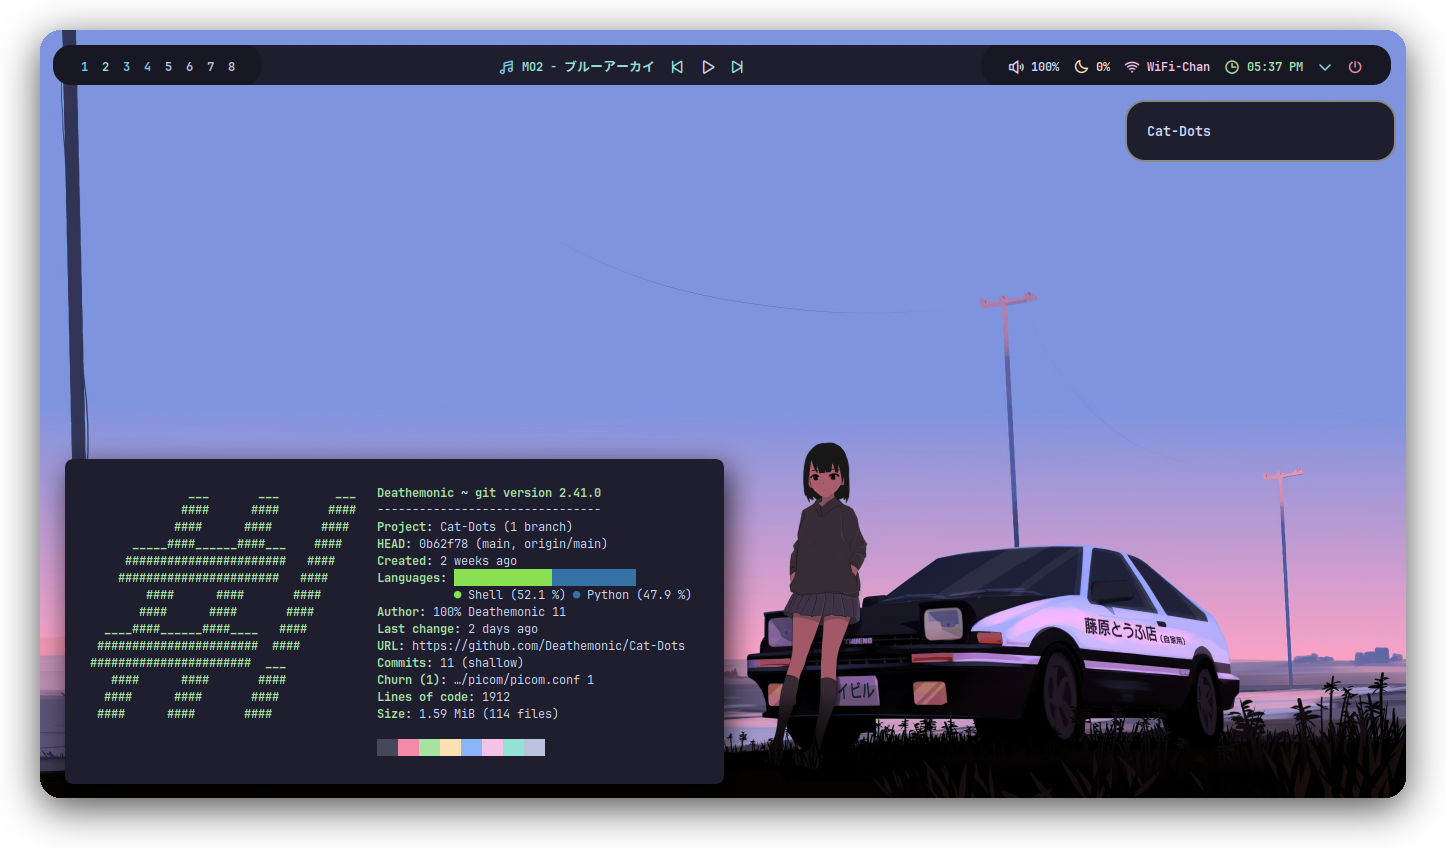 1 2 3 4 5 6 7 8
MO2 - ブルーアーカイ
100% 0% WiFi-Chan 05:37 PM
Cat-Dots
Deathemonic ~ git version 2.41.0
--------------------------------
Project: Cat-Dots (1 branch)
HEAD: 0b62f78 (main, origin/main)
Created: 2 weeks ago
Languages:
● Shell (52.1 %) ● Python (47.9 %)
Author: 100% Deathemonic 11
Last change: 2 days ago
URL: https://github.com/Deathemonic/Cat-Dots
Commits: 11 (shallow)
Churn (1): …/picom/picom.conf 1
Lines of code: 1912
Size: 1.59 MiB (114 files)
藤原とうふ店(自家用)
イビル